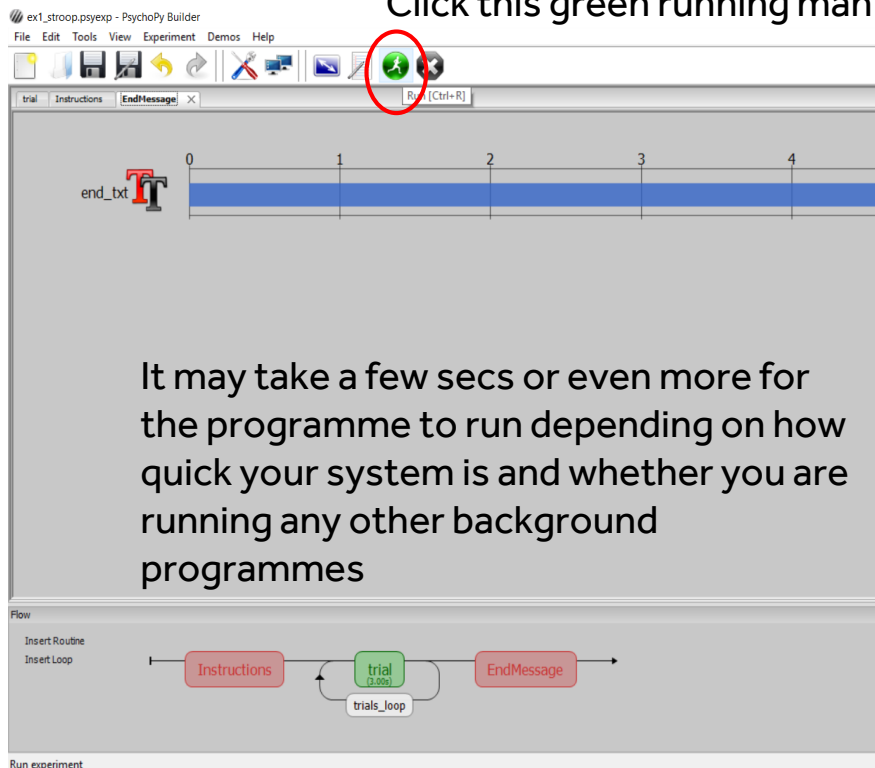 Click this green running man
ex1_stroop.psyexp - PsychoPy Builder
File Edit Tools View Experiment Demos Help
trial Instructions EndMessage
Run [Ctrl+R]
0 1 2 3 4
end_txt
It may take a few secs or even more for
the programme to run depending on how
quick your system is and whether you are
running any other background
programmes
Flow
Insert Routine
Insert Loop
Instructions
trial
(3.00s)
EndMessage
trials_loop
Run experiment